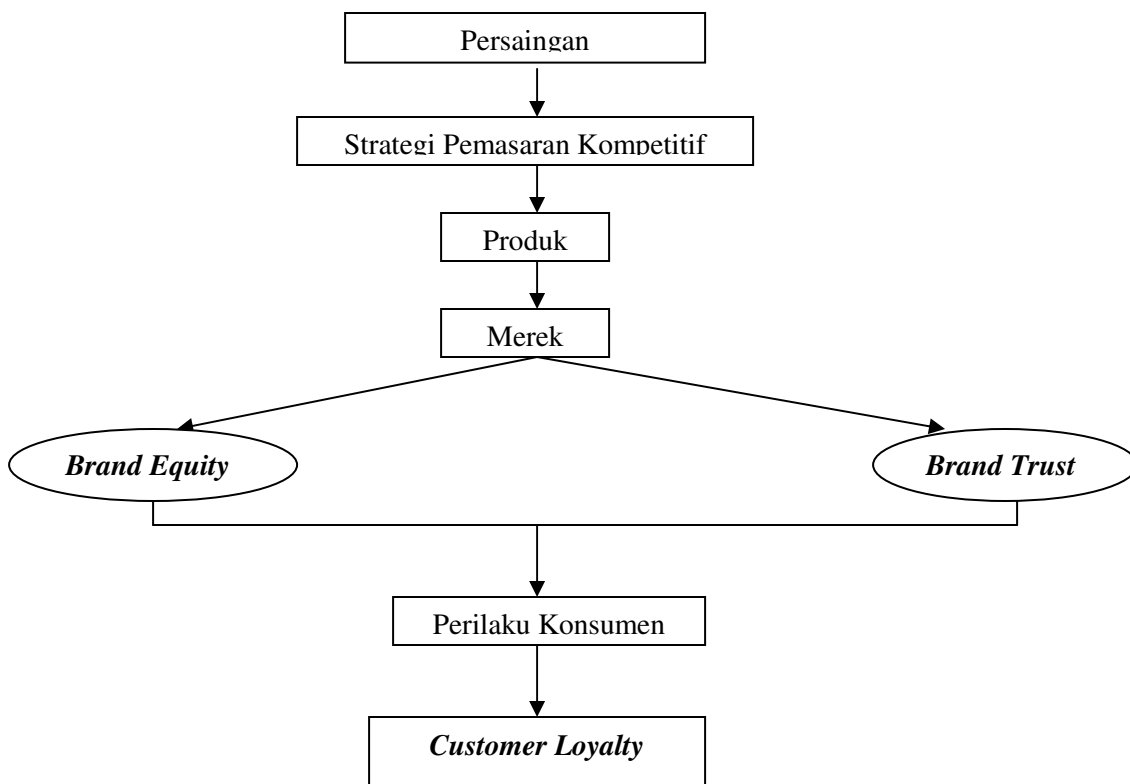 Persaingan
Strategi Pemasaran Kompetitif
Produk
Merek
Brand Equity
Brand Trust
Perilaku Konsumen
Customer Loyalty